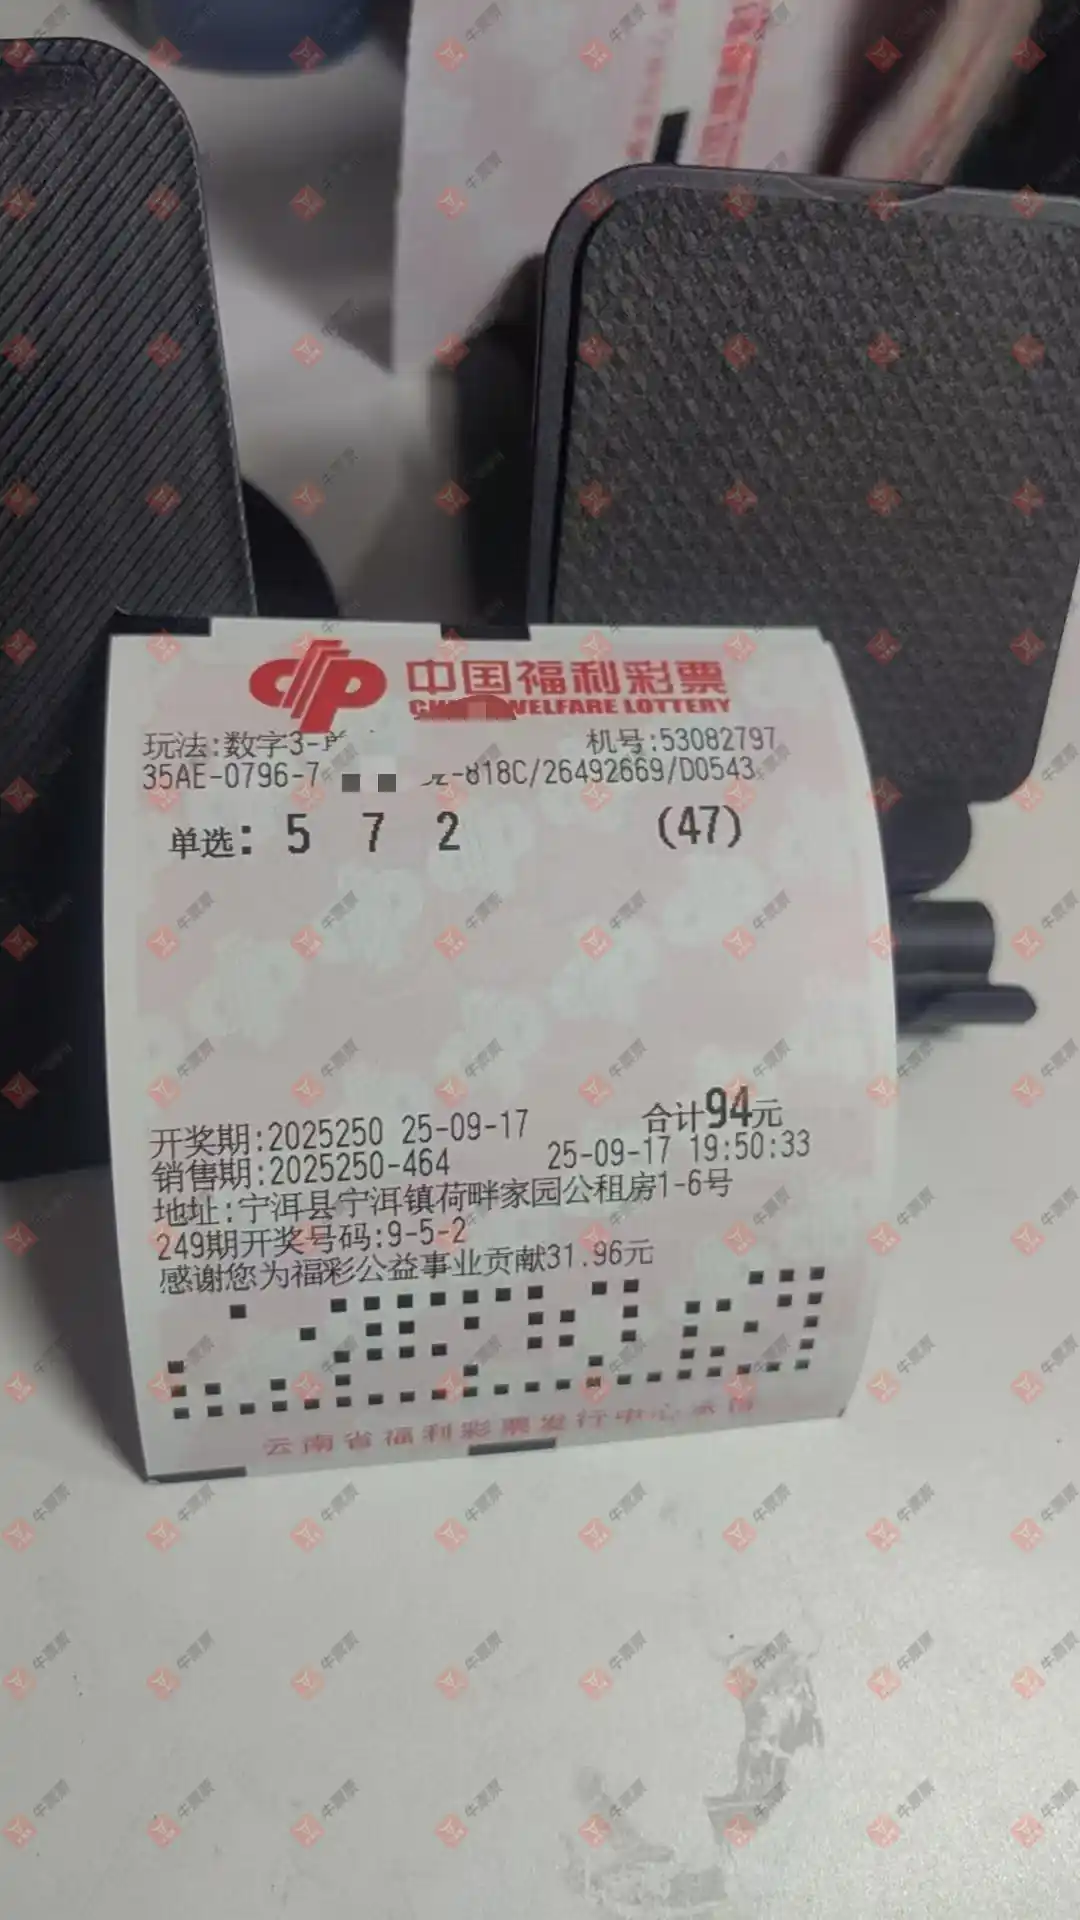 中国福利彩票
WELFARE LOTTERY
玩法:数字3-
机号:53082797
35AE-0796-7
-818C/26492669/D0543
单选: 5 7 2 (47)
合计94元
开奖期:2025250 25-09-17
销售期:2025250-464 25-09-17 19:50:33
地址:宁洱县宁洱镇荷畔家园公租房1-6号
249期开奖号码:9-5-2
感谢您为福彩公益事业贡献31.96元
云南省福利彩票发行中心
牛票票